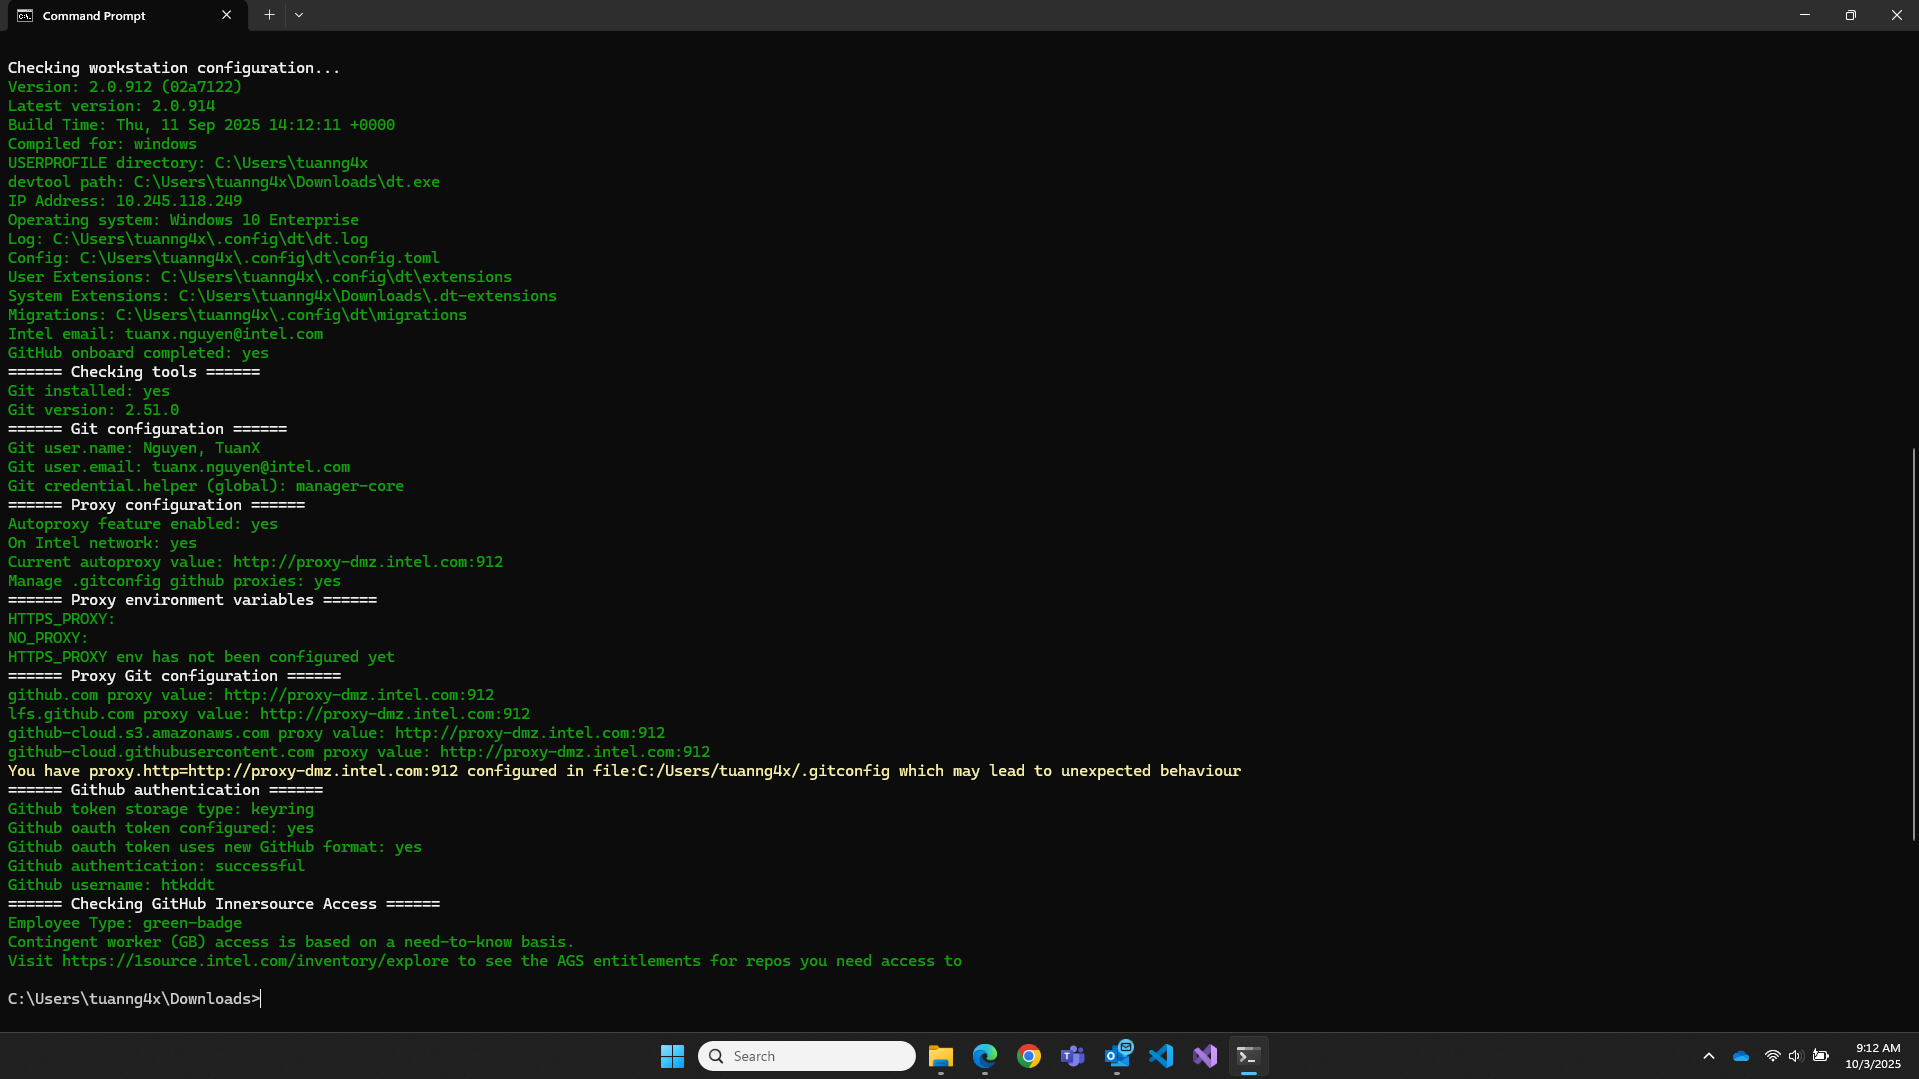 Command Prompt
Checking workstation configuration...
Version: 2.0.912 (02a7122)
Latest version: 2.0.914
Build Time: Thu, 11 Sep 2025 14:12:11 +0000
Compiled for: windows
USERPROFILE directory: C:\Users\tuanng4x
devtool path: C:\Users\tuanng4x\Downloads\dt.exe
IP Address: 10.245.118.249
Operating system: Windows 10 Enterprise
Log: C:\Users\tuanng4x\.config\dt\dt.log
Config: C:\Users\tuanng4x\.config\dt\config.toml
User Extensions: C:\Users\tuanng4x\.config\dt\extensions
System Extensions: C:\Users\tuanng4x\Downloads\.dt-extensions
Migrations: C:\Users\tuanng4x\.config\dt\migrations
Intel email: tuanx.nguyen@intel.com
GitHub onboard completed: yes
====== Checking tools ======
Git installed: yes
Git version: 2.51.0
====== Git configuration ======
Git user.name: Nguyen, TuanX
Git user.email: tuanx.nguyen@intel.com
Git credential.helper (global): manager-core
====== Proxy configuration ======
Autoproxy feature enabled: yes
On Intel network: yes
Current autoproxy value: http://proxy-dmz.intel.com:912
Manage .gitconfig github proxies: yes
====== Proxy environment variables ======
HTTPS_PROXY:
NO_PROXY:
HTTPS_PROXY env has not been configured yet
====== Proxy Git configuration ======
github.com proxy value: http://proxy-dmz.intel.com:912
lfs.github.com proxy value: http://proxy-dmz.intel.com:912
github-cloud.s3.amazonaws.com proxy value: http://proxy-dmz.intel.com:912
github-cloud.githubusercontent.com proxy value: http://proxy-dmz.intel.com:912
You have proxy.http=http://proxy-dmz.intel.com:912 configured in file:C:/Users/tuanng4x/.gitconfig which may lead to unexpected behaviour
====== Github authentication ======
Github token storage type: keyring
Github oauth token configured: yes
Github oauth token uses new GitHub format: yes
Github authentication: successful
Github username: htkddt
====== Checking GitHub Innersource Access ======
Employee Type: green-badge
Contingent worker (GB) access is based on a need-to-know basis.
Visit https://1source.intel.com/inventory/explore to see the AGS entitlements for repos you need access to
C:\Users\tuanng4x\Downloads>
Search
9:12 AM
10/3/2025